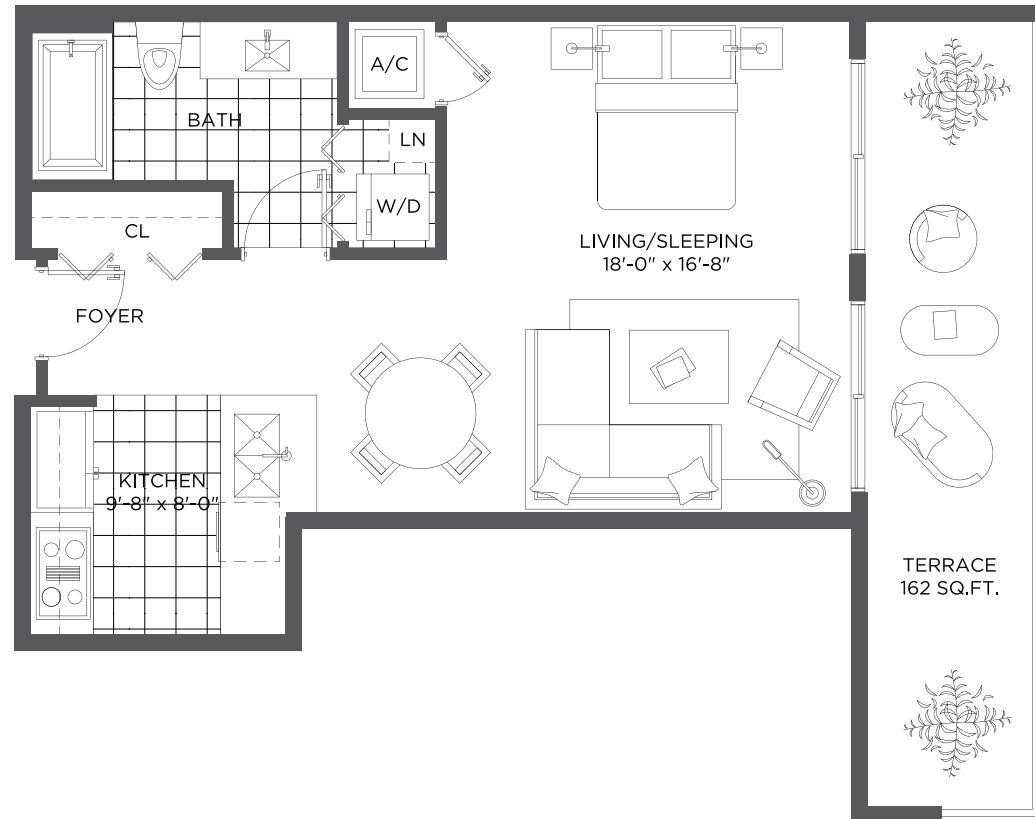 A/C
BATH
LN
W/D
CL
LIVING/SLEEPING
18'-0" x 16'-8"
FOYER
KITCHEN
9'-8" x 8'-0"
TERRACE
162 SQ.FT.